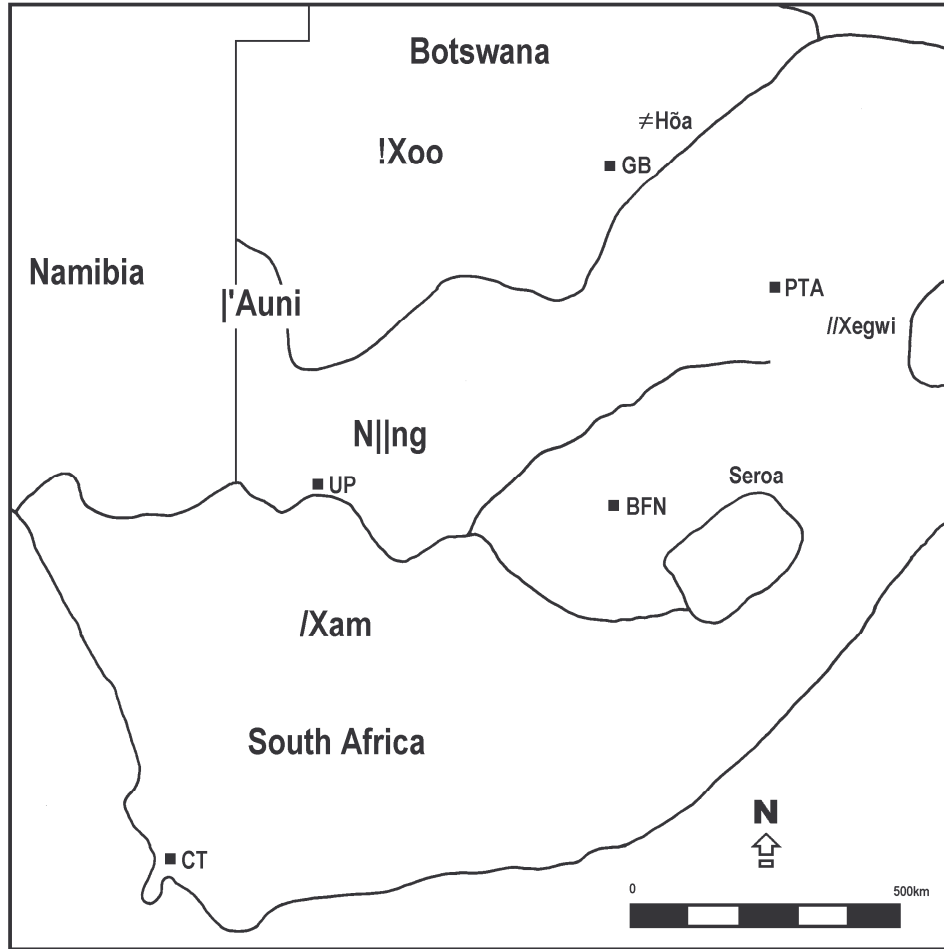 Botswana
≠Hõa
!Xoo
GB
Namibia
|'Auni
PTA
//Xegwi
N||ng
Seroa
UP
BFN
/Xam
South Africa
N
CT
0 500km